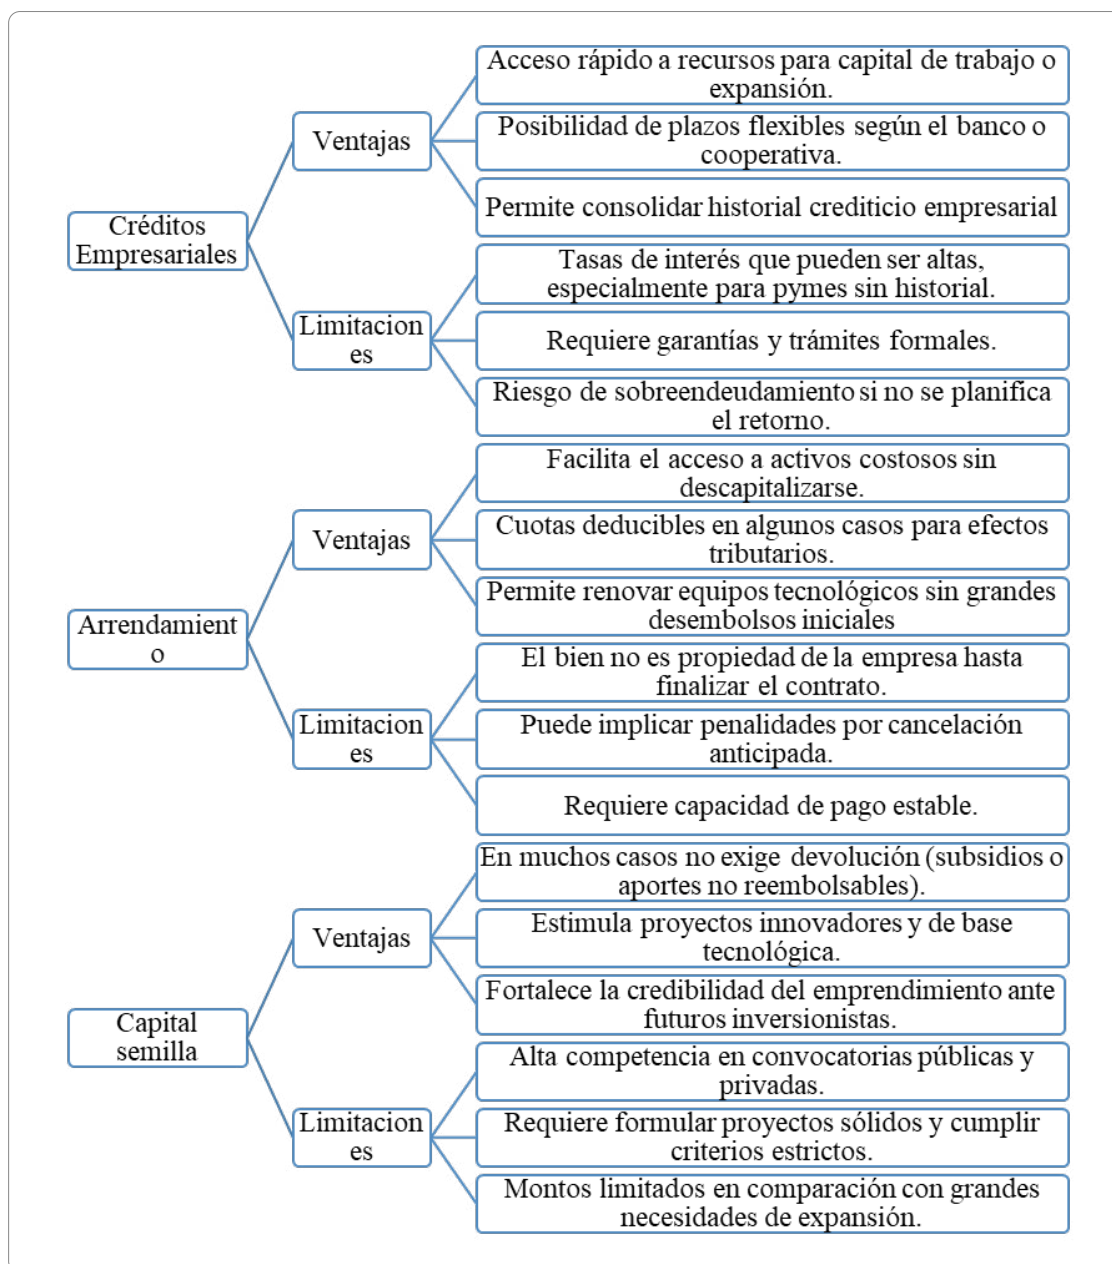 Créditos
Empresariales
Ventajas
Acceso rápido a recursos para capital de trabajo o
expansión.
Posibilidad de plazos flexibles según el banco o
cooperativa.
Permite consolidar historial crediticio empresarial
Limitacion
es
Tasas de interés que pueden ser altas,
especialmente para pymes sin historial.
Requiere garantías y trámites formales.
Riesgo de sobreendeudamiento si no se planifica
el retorno.
Arrendamient
o
Ventajas
Facilita el acceso a activos costosos sin
descapitalizarse.
Cuotas deducibles en algunos casos para efectos
tributarios.
Permite renovar equipos tecnológicos sin grandes
desembolsos iniciales
Limitacion
es
El bien no es propiedad de la empresa hasta
finalizar el contrato.
Puede implicar penalidades por cancelación
anticipada.
Requiere capacidad de pago estable.
Capital
semilla
Ventajas
En muchos casos no exige devolución (subsidios o
aportes no reembolsables).
Estimula proyectos innovadores y de base
tecnológica.
Fortalece la credibilidad del emprendimiento ante
futuros inversionistas.
Limitacion
es
Alta competencia en convocatorias públicas y
privadas.
Requiere formular proyectos sólidos y cumplir
criterios estrictos.
Montos limitados en comparación con grandes
necesidades de expansión.